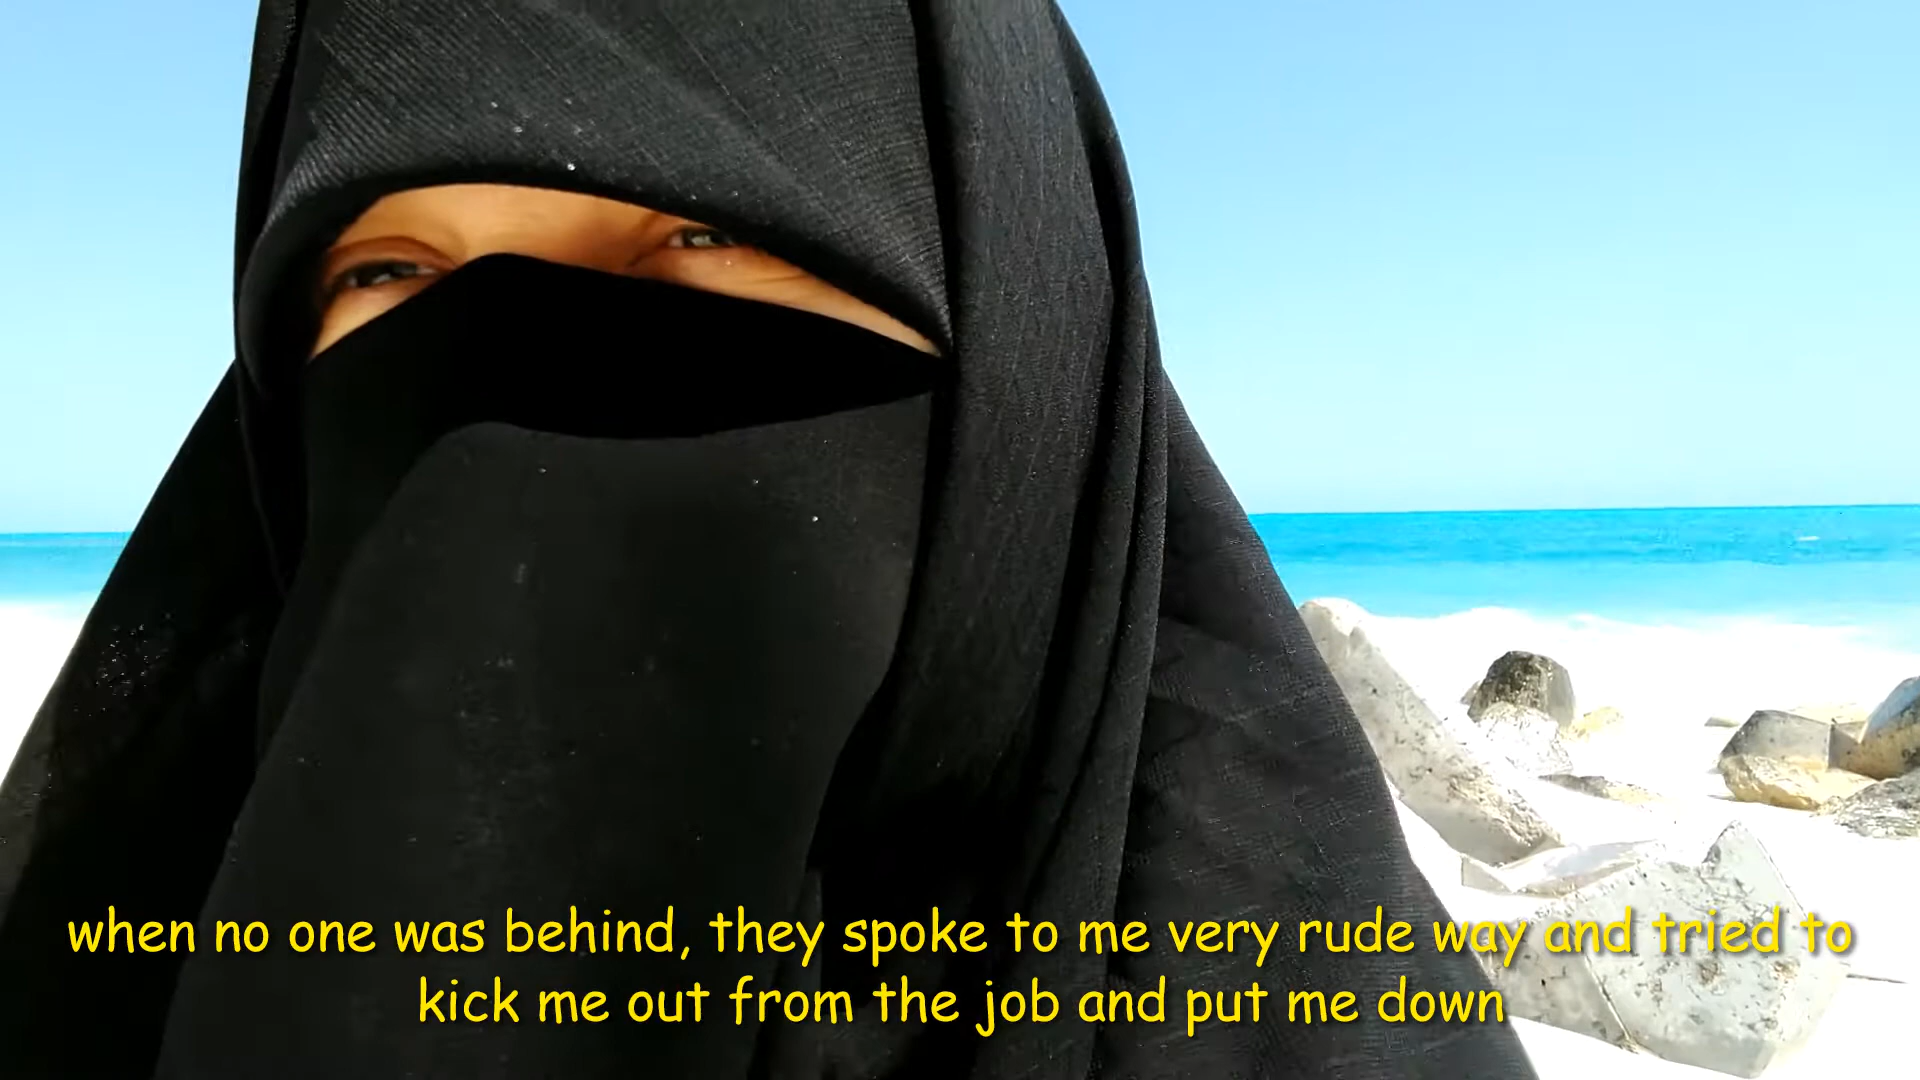 when no one was behind, they spoke to me very rude way and tried to
kick me out from the job and put me down